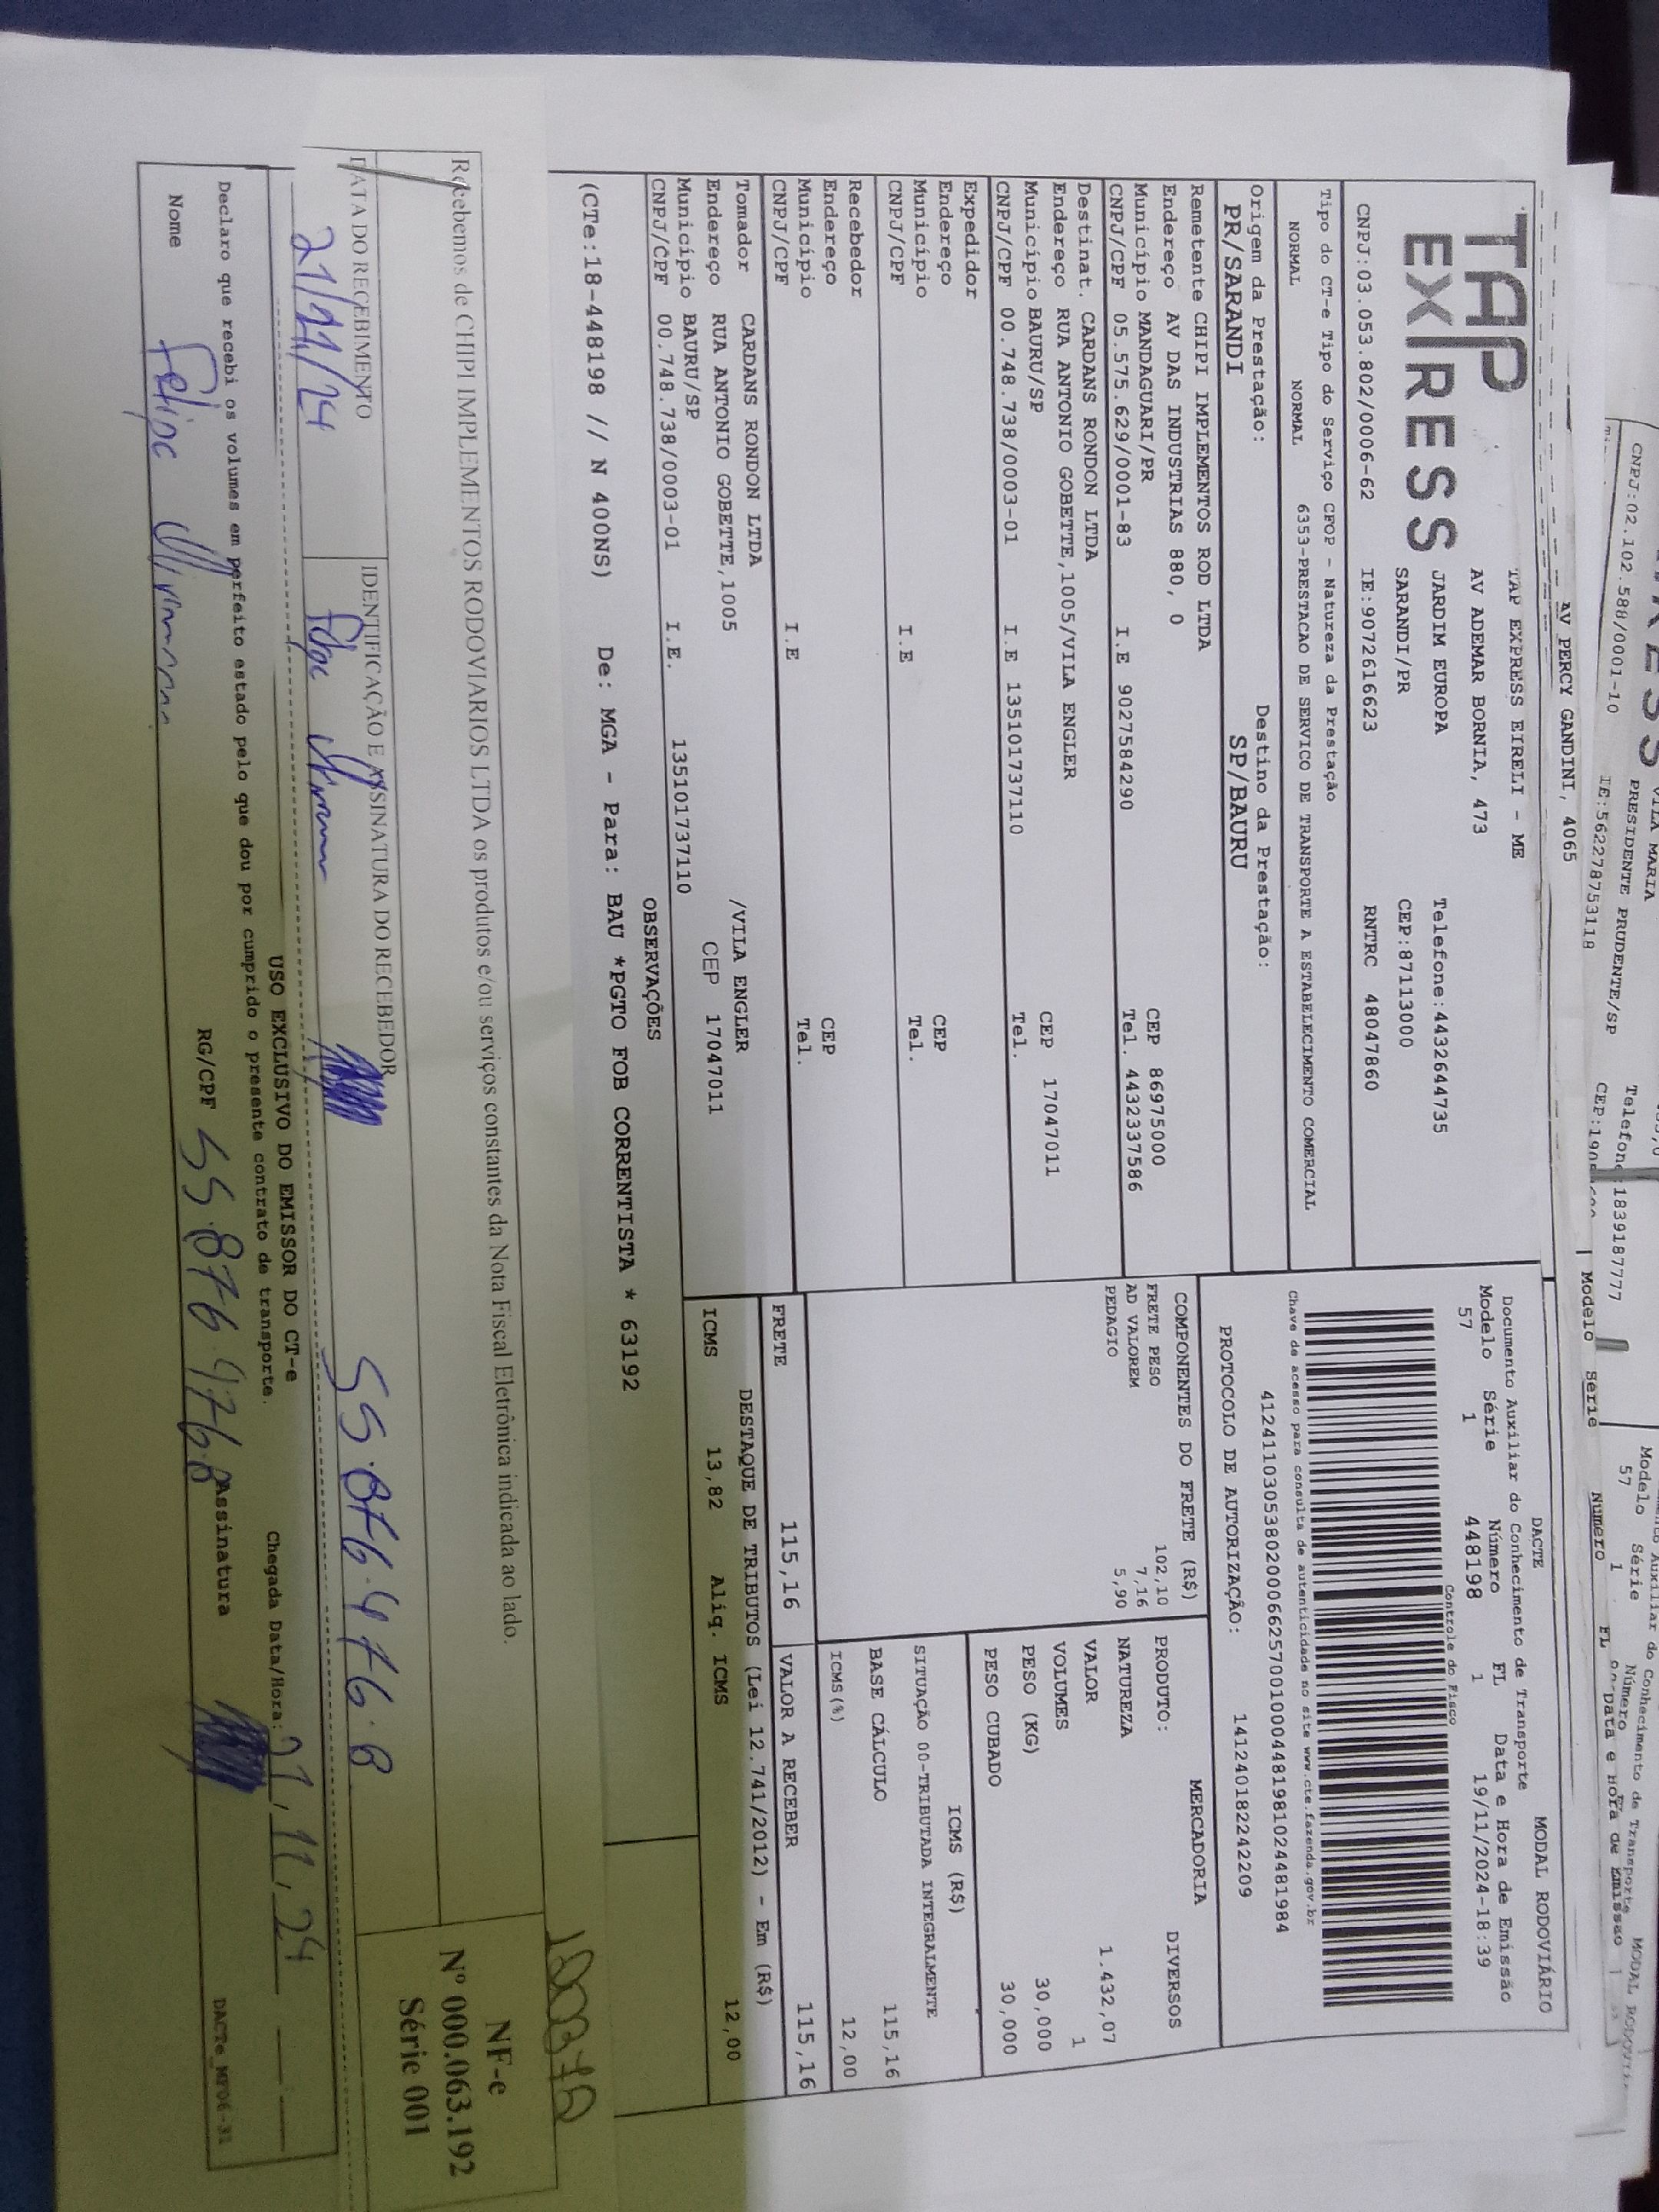 CNPJ:02.102.588/0001-10
IE:562278753118
VILA MARIA
PRESIDENTE PRUDENTE/SP
:1839187777
Modelo Série
57 1
AV PERCY GANDINI, 4065
Modelo Série Número FL Data e Hora de Emissão
TAP
EXPRESS
TAP EXPRESS EIRELI - ME
AV ADEMAR BORNIA, 473
JARDIM EUROPA Telefone:4432644735
SARANDI/PR CEP:87113000
CNPJ:03.053.802/0006-62 IE:9072616623 RNTRC 48047860
DACTE MODAL RODOVIÁRIO
Documento Auxiliar do Conhecimento de Transporte
Modelo Série Número FL Data e Hora de Emissão
57 1 448198 1 19/11/2024-18:39
Controle do Fisco
Chave de acesso para consulta de autenticidade no site www.cte.fazenda.gov.br
41241103053802000662570010004481981024481984
PROTOCOLO DE AUTORIZAÇÃO: 141240182242209
Tipo do CT-e Tipo do Serviço CFOP - Natureza da Prestação
NORMAL NORMAL 6353-PRESTACAO DE SERVICO DE TRANSPORTE A ESTABELECIMENTO COMERCIAL
Origem da Prestação: Destino da Prestação:
PR/SARANDI SP/BAURU
Remetente CHIPI IMPLEMENTOS ROD LTDA
Endereço AV DAS INDUSTRIAS 880, 0 CEP 86975000
Município MANDAGUARI/PR Tel. 4432337586
CNPJ/CPF 05.575.629/0001-83 I.E 9027584290
Destinat. CARDANS RONDON LTDA
Endereço RUA ANTONIO GOBETTE,1005/VILA ENGLER CEP 17047011
Município BAURU/SP Tel.
CNPJ/CPF 00.748.738/0003-01 I.E 135101737110
Expedidor
Endereço CEP
Município Tel.
CNPJ/CPF I.E
Recebedor
Endereço CEP
Município Tel.
CNPJ/CPF I.E
Tomador CARDANS RONDON LTDA /VILA ENGLER
Endereço RUA ANTONIO GOBETTE,1005 CEP 17047011
Município BAURU/SP
CNPJ/CPF 00.748.738/0003-01 I.E. 135101737110
COMPONENTES DO FRETE (R$)
FRETE PESO 102,10
AD VALOREM 7,16
PEDAGIO 5,90
MERCADORIA
PRODUTO: DIVERSOS
NATUREZA
VALOR 1.432,07
VOLUMES 1
PESO (KG) 30,000
PESO CUBADO 30,000
ICMS (R$)
SITUAÇÃO 00-TRIBUTADA INTEGRALMENTE
BASE CÁLCULO 115,16
ICMS(%) 12,00
FRETE 115,16 VALOR A RECEBER 115,16
DESTAQUE DE TRIBUTOS (Lei 12.741/2012) - Em (R$)
ICMS 13,82 Aliq. ICMS 12,00
OBSERVAÇÕES
(CTe:18-448198 // N 400NS) De: MGA - Para: BAU *PGTO FOB CORRENTISTA * 63192
Recebemos de CHIPI IMPLEMENTOS RODOVIARIOS LTDA os produtos e/ou serviços constantes da Nota Fiscal Eletrônica indicada ao lado.
DATA DO RECEBIMENTO IDENTIFICAÇÃO E ASSINATURA DO RECEBEDOR
21/11/24 55.876.476.8
NF-e
Nº 000.063.192
Série 001
USO EXCLUSIVO DO EMISSOR DO CT-e
Declaro que recebi os volumes em perfeito estado pelo que dou por cumprido o presente contrato de transporte. Chegada Data/Hora: 21, 11, 24
Nome Felipe RG/CPF 55.876.476.8 Assinatura
DACTe_MF06-31